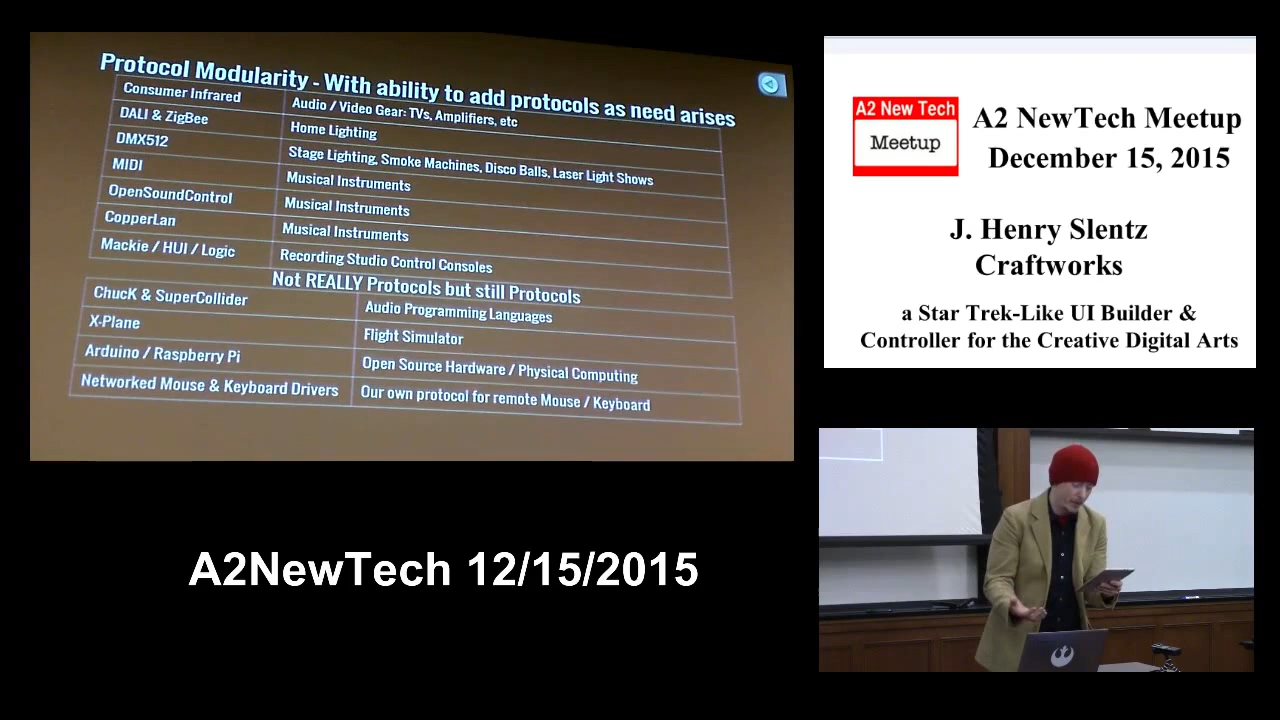 Protocol Modularity - With ability to add protocols as need arises
Consumer Infrared
Audio / Video Gear: TVs, Amplifiers, etc
DALI & ZigBee
Home Lighting
DMX512
Stage Lighting, Smoke Machines, Disco Balls, Laser Light Shows
MIDI
Musical Instruments
OpenSoundControl
Musical Instruments
CopperLan
Musical Instruments
Mackie / HUI / Logic
Recording Studio Control Consoles
Not REALLY Protocols but still Protocols
ChucK & SuperCollider
Audio Programming Languages
X-Plane
Flight Simulator
Arduino / Raspberry Pi
Open Source Hardware / Physical Computing
Networked Mouse & Keyboard Drivers
Our own protocol for remote Mouse / Keyboard
A2 New Tech
Meetup
A2 NewTech Meetup
December 15, 2015
J. Henry Slentz
Craftworks
a Star Trek-Like UI Builder &
Controller for the Creative Digital Arts
A2NewTech 12/15/2015